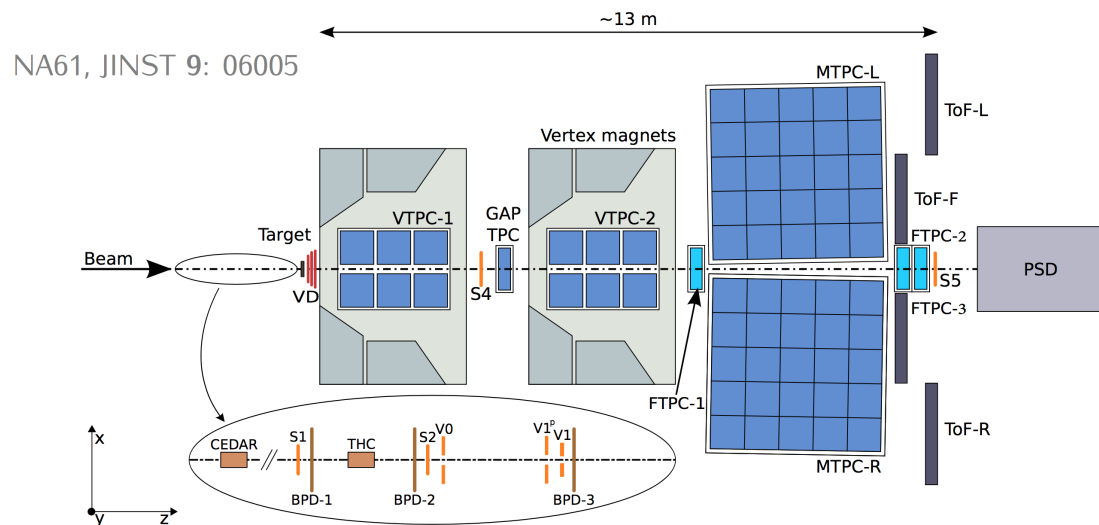 ~13 m
NA61, JINST 9: 06005
MTPC-L
ToF-L
Vertex magnets
ToF-F
VTPC-1
GAP
TPC
VTPC-2
Target
FTPC-2
Beam
PSD
VD
S4
S5
FTPC-3
FTPC-1
x
y
z
CEDAR
S1
THC
S2
V0
V1ᵖ
V1
ToF-R
MTPC-R
BPD-1
BPD-2
BPD-3